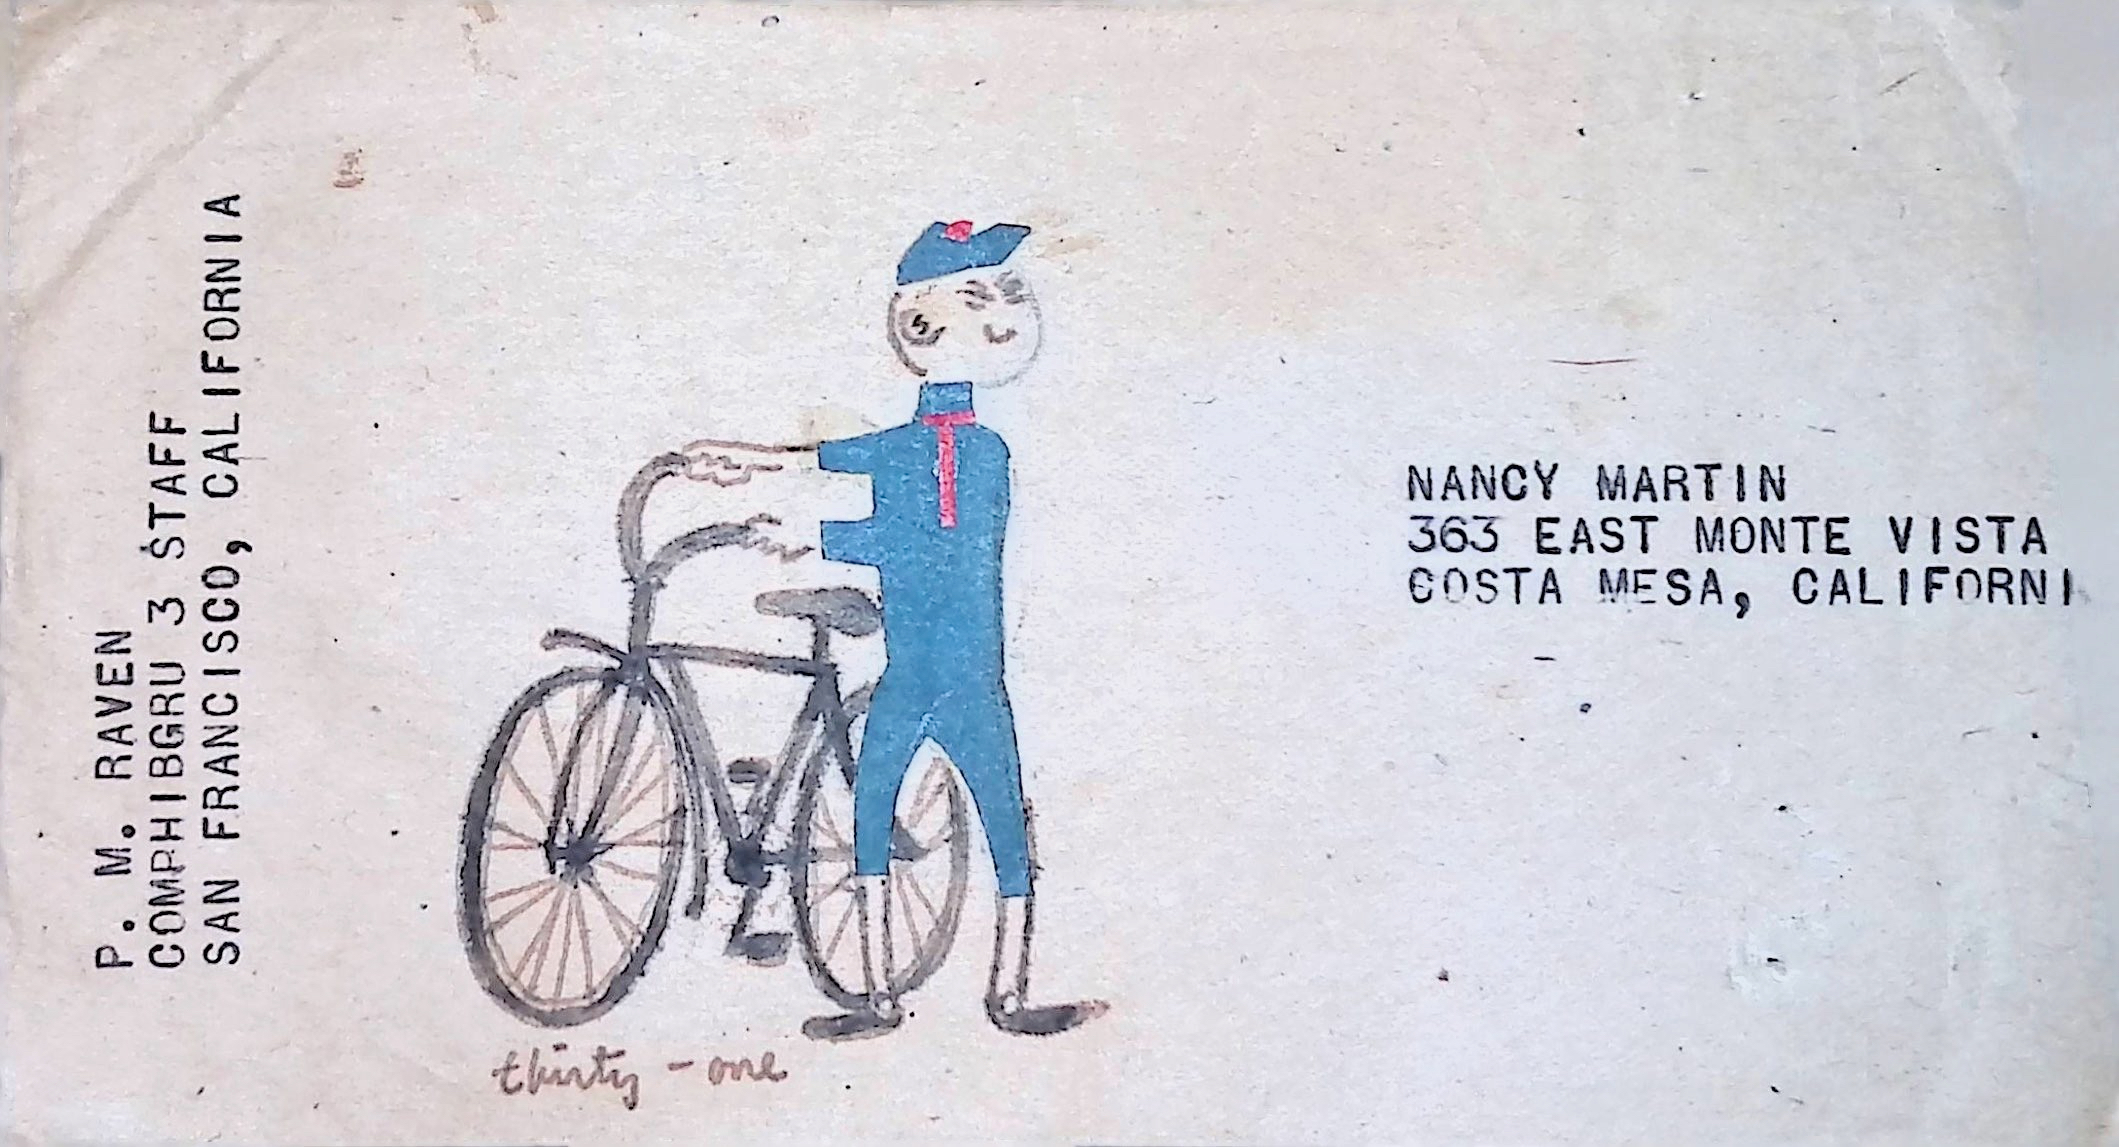 P. M. RAVEN
COMPHIBGRU 3 STAFF
SAN FRANCISCO, CALIFORNIA
NANCY MARTIN
363 EAST MONTE VISTA
COSTA MESA, CALIFORNI
thirty-one